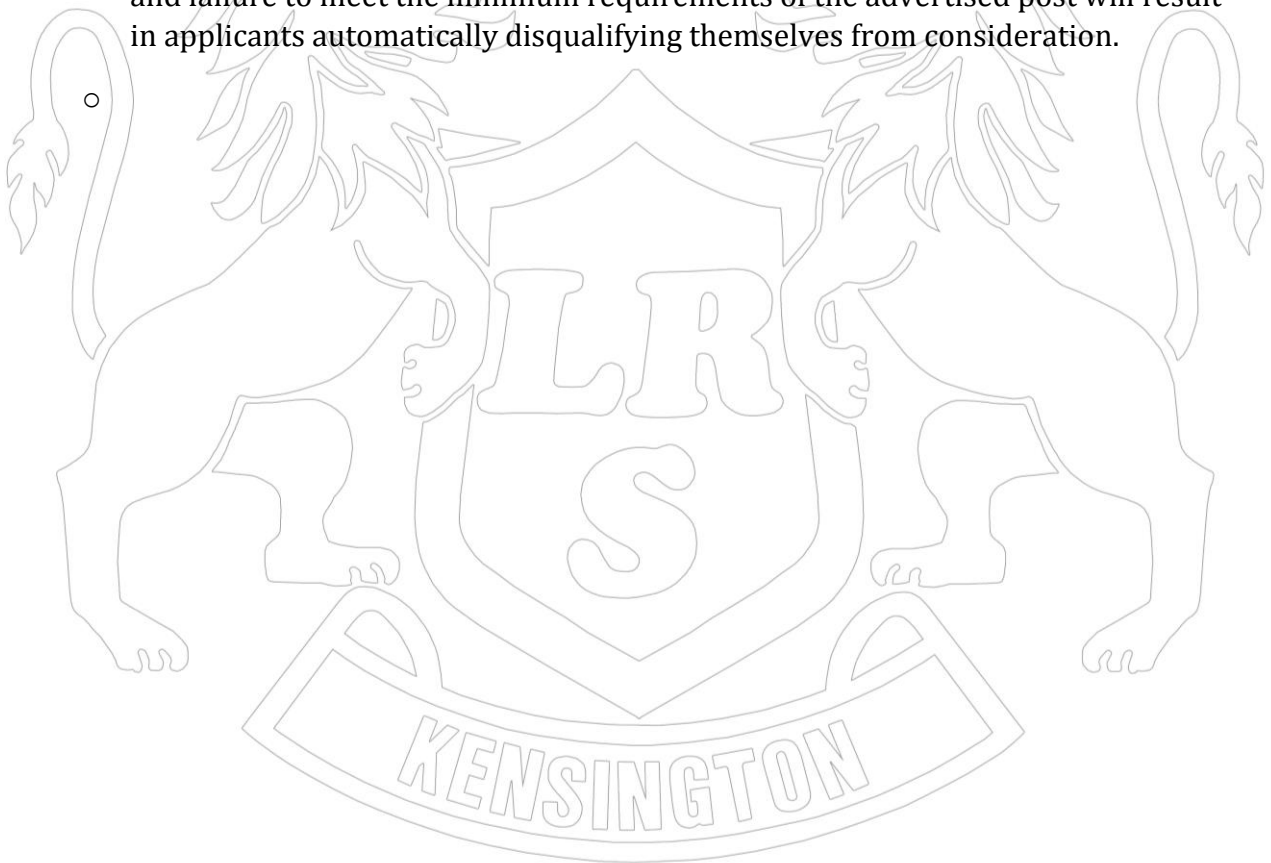 and failure to meet the minimum requirements of the advertised post will result
in applicants automatically disqualifying themselves from consideration.
LR
S
KENSINGTON